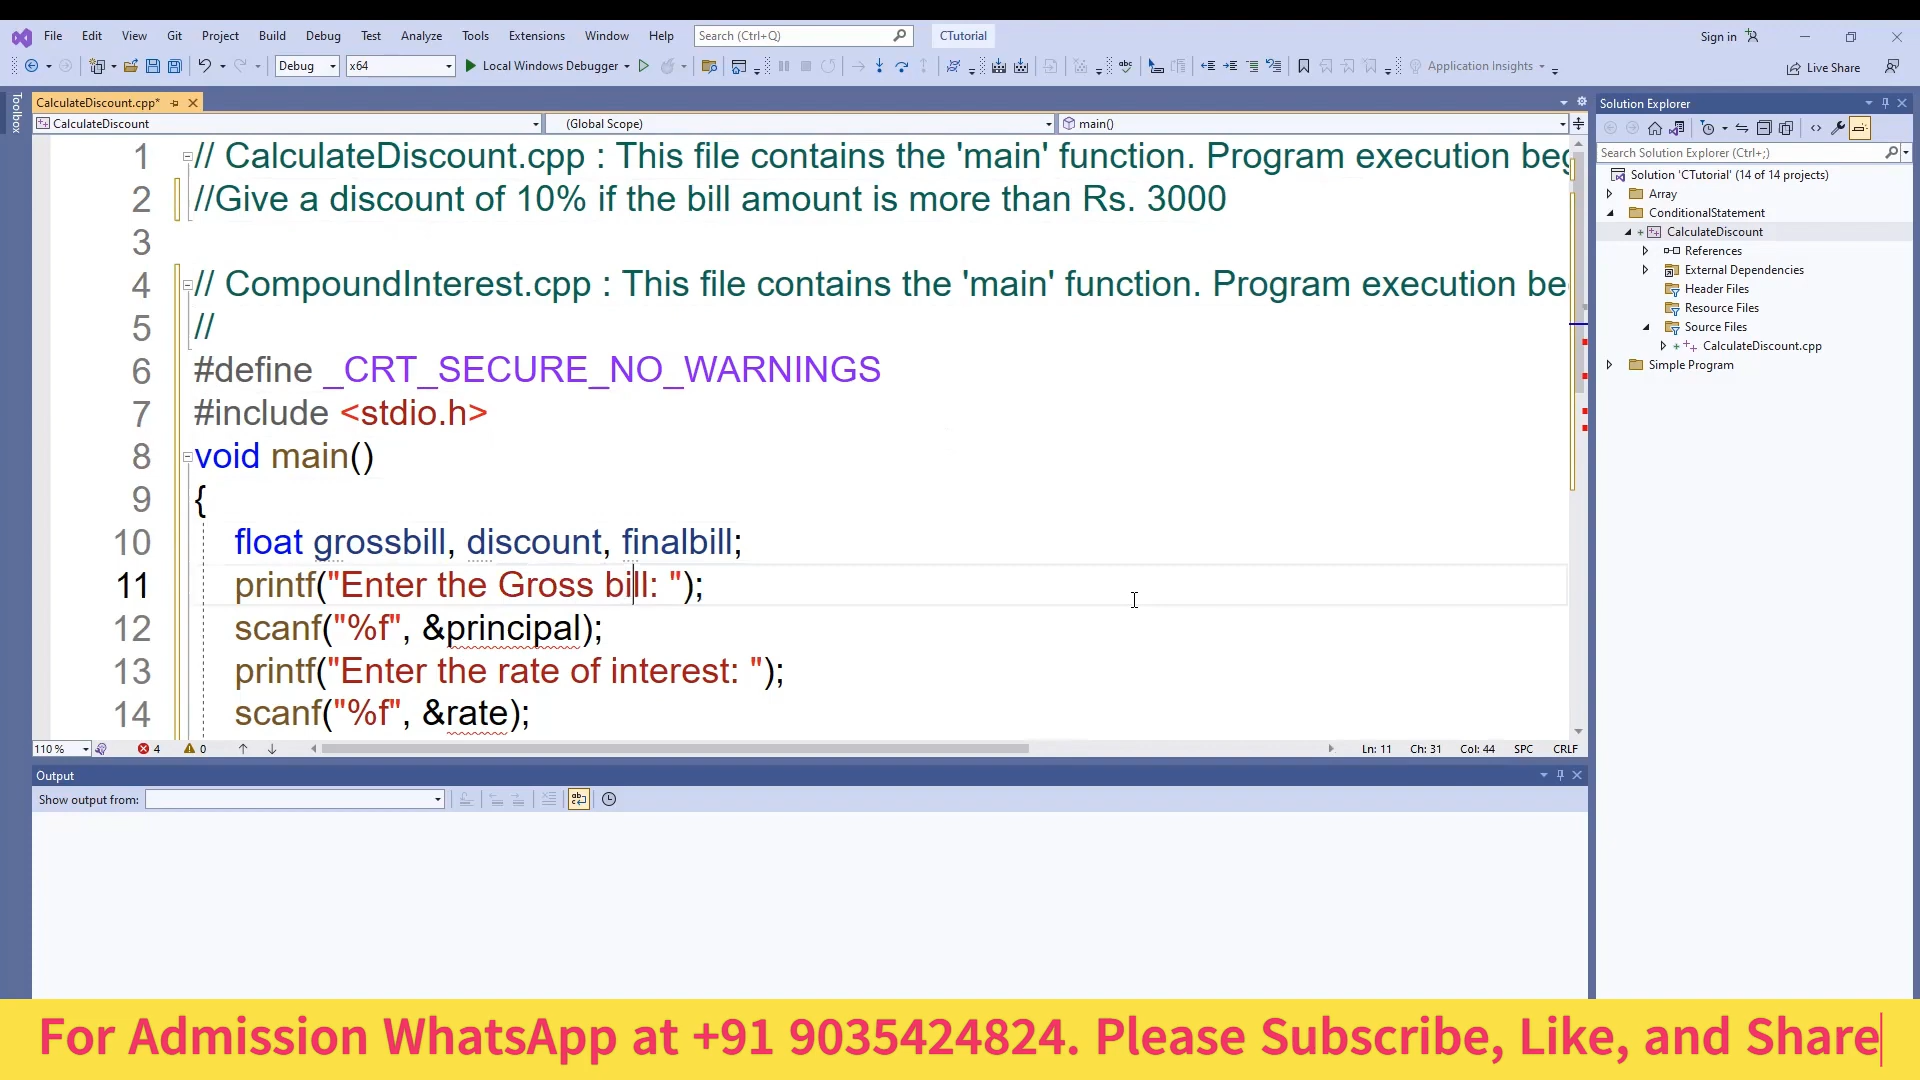 File Edit View Git Project Build Debug Test Analyze Tools Extensions Window Help Search (Ctrl+Q) CTutorial Sign in
Debug x64 Local Windows Debugger Application Insights Live Share
Toolbox
CalculateDiscount.cpp*
CalculateDiscount (Global Scope) main()
1 // CalculateDiscount.cpp : This file contains the 'main' function. Program execution beg
2 //Give a discount of 10% if the bill amount is more than Rs. 3000
3
4 // CompoundInterest.cpp : This file contains the 'main' function. Program execution be
5 //
6 #define _CRT_SECURE_NO_WARNINGS
7 #include <stdio.h>
8 void main()
9 {
10 float grossbill, discount, finalbill;
11 printf("Enter the Gross bill: ");
12 scanf("%f", &principal);
13 printf("Enter the rate of interest: ");
14 scanf("%f", &rate);
110 % 4 0 Ln: 11 Ch: 31 Col: 44 SPC CRLF
Output
Show output from:
Solution Explorer
Search Solution Explorer (Ctrl+;)
Solution 'CTutorial' (14 of 14 projects)
Array
ConditionalStatement
CalculateDiscount
References
External Dependencies
Header Files
Resource Files
Source Files
CalculateDiscount.cpp
Simple Program
For Admission WhatsApp at +91 9035424824. Please Subscribe, Like, and Share